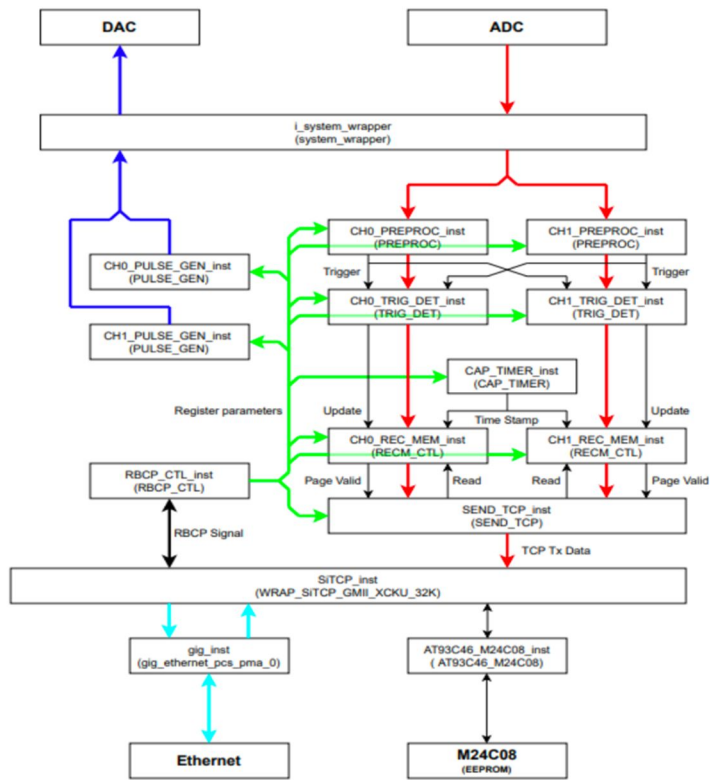 DAC
ADC
i_system_wrapper
(system_wrapper)
CH0_PREPROC_inst
(PREPROC)
CH1_PREPROC_inst
(PREPROC)
CH0_PULSE_GEN_inst
(PULSE_GEN)
Trigger
Trigger
CH0_TRIG_DET_inst
(TRIG_DET)
CH1_TRIG_DET_inst
(TRIG_DET)
CH1_PULSE_GEN_inst
(PULSE_GEN)
CAP_TIMER_inst
(CAP_TIMER)
Register parameters
Update
Time Stamp
Update
CH0_REC_MEM_inst
(RECM_CTL)
CH1_REC_MEM_inst
(RECM_CTL)
RBCP_CTL_inst
(RBCP_CTL)
Page Valid
Read
Read
Page Valid
SEND_TCP_inst
(SEND_TCP)
RBCP Signal
TCP Tx Data
SiTCP_inst
(WRAP_SiTCP_GMII_XCKU_32K)
gig_inst
(gig_ethernet_pcs_pma_0)
AT93C46_M24C08_inst
( AT93C46_M24C08)
Ethernet
M24C08
(EEPROM)